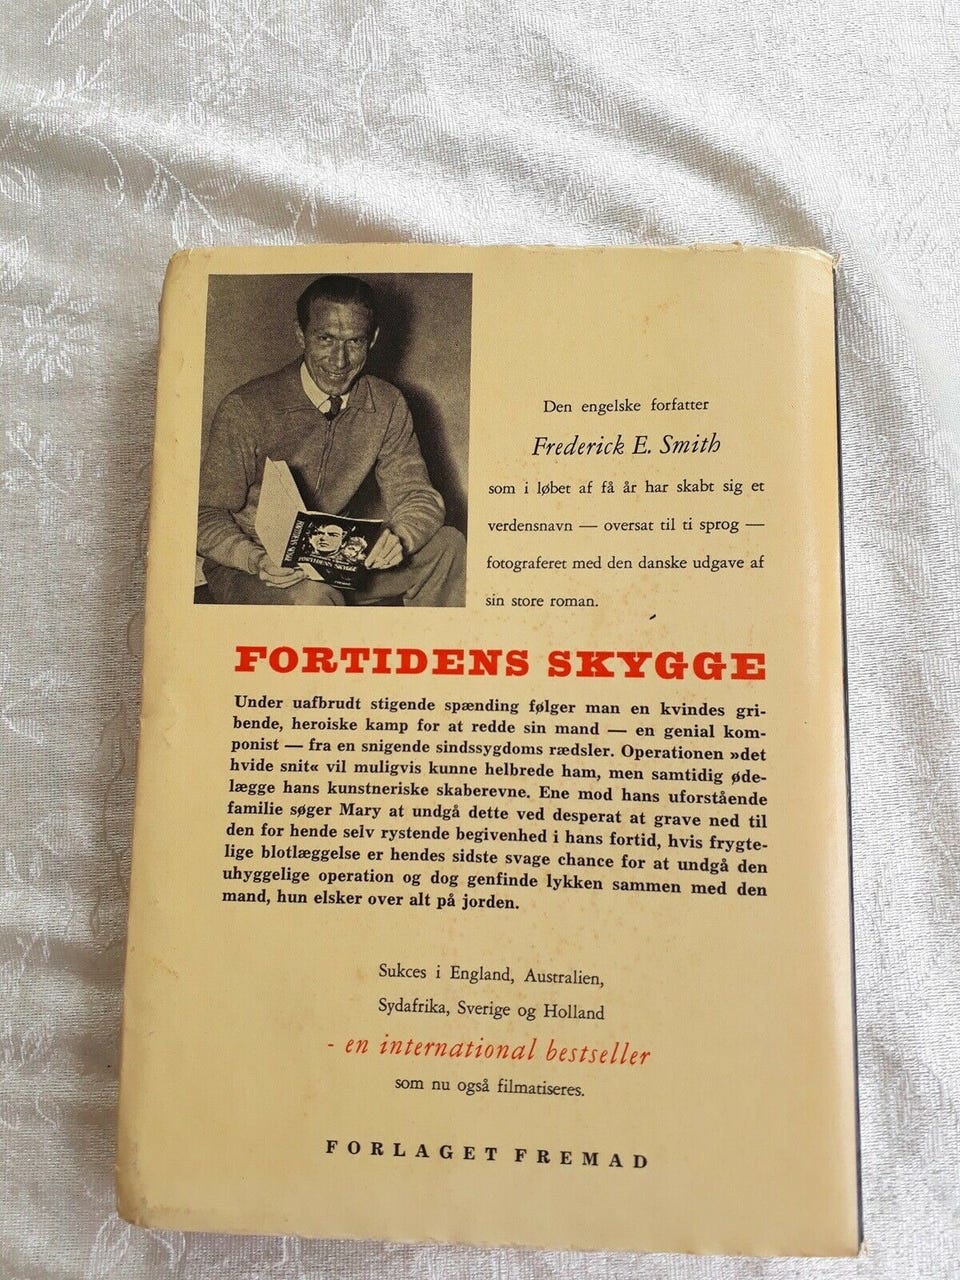 FORTIDENS SKYGGE
Den engelske forfatter
Frederick E. Smith
som i løbet af få år har skabt sig et
verdensnavn — oversat til ti sprog —
fotograferet med den danske udgave af
sin store roman.
FORTIDENS SKYGGE
Under uafbrudt stigende spænding følger man en kvindes gri-
bende, heroiske kamp for at redde sin mand — en genial kom-
ponist — fra en snigende sindssygdoms rædsler. Operationen »det
hvide snit« vil muligvis kunne helbrede ham, men samtidig øde-
lægge hans kunstneriske skaberevne. Ene mod hans uforstående
familie søger Mary at undgå dette ved desperat at grave ned til
den for hende selv rystende begivenhed i hans fortid, hvis frygte-
lige blotlæggelse er hendes sidste svage chance for at undgå den
uhyggelige operation og dog genfinde lykken sammen med den
mand, hun elsker over alt på jorden.
Sukces i England, Australien,
Sydafrika, Sverige og Holland
- en international bestseller
som nu også filmatiseres.
FORLAGET FREMAD